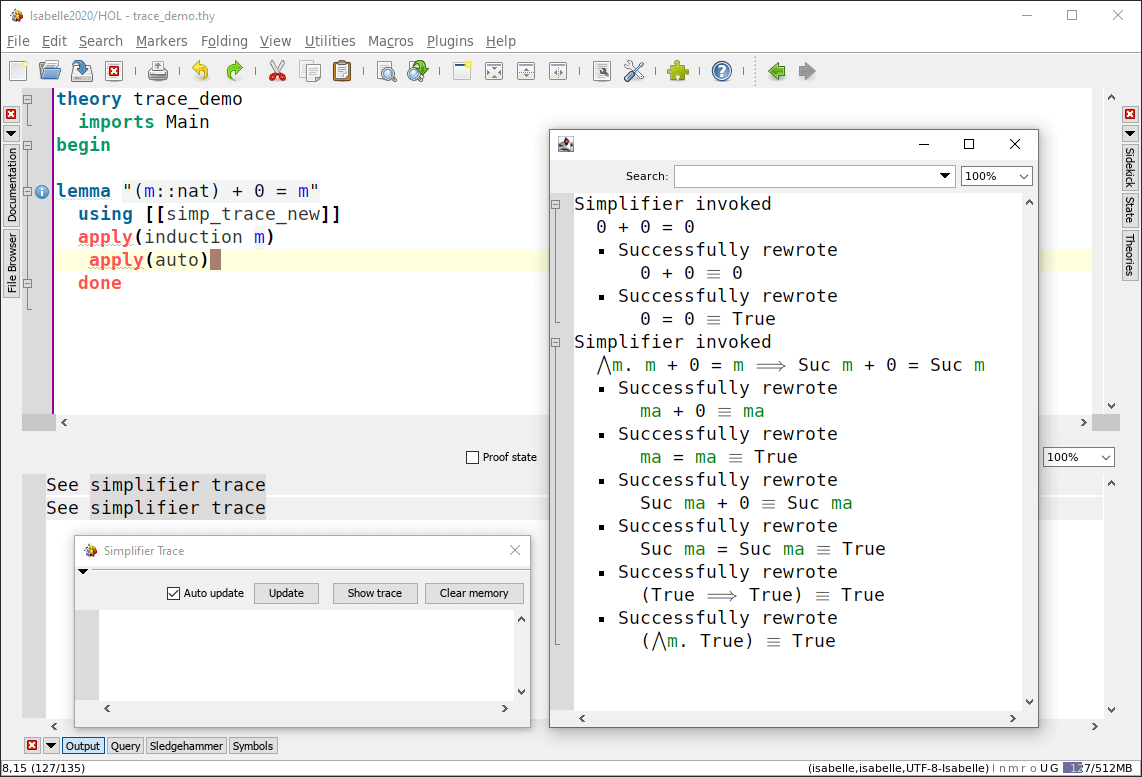 Isabelle2020/HOL - trace_demo.thy
File Edit Search Markers Folding View Utilities Macros Plugins Help
theory trace_demo
imports Main
begin
lemma "(m::nat) + 0 = m"
using [[simp_trace_new]]
apply(induction m)
apply(auto)
done
Documentation
File Browser
Sidekick
State
Theories
Search:
100%
Simplifier invoked
0 + 0 = 0
▪ Successfully rewrote
0 + 0 ≡ 0
▪ Successfully rewrote
0 = 0 ≡ True
Simplifier invoked
⋀m. m + 0 = m ⟹ Suc m + 0 = Suc m
▪ Successfully rewrote
ma + 0 ≡ ma
▪ Successfully rewrote
ma = ma ≡ True
▪ Successfully rewrote
Suc ma + 0 ≡ Suc ma
▪ Successfully rewrote
Suc ma = Suc ma ≡ True
▪ Successfully rewrote
(True ⟹ True) ≡ True
▪ Successfully rewrote
(⋀m. True) ≡ True
Proof state
100%
See simplifier trace
See simplifier trace
Simplifier Trace
Auto update Update Show trace Clear memory
Output Query Sledgehammer Symbols
8,15 (127/135)
(isabelle,isabelle,UTF-8-Isabelle) l n m r o U G 127/512MB